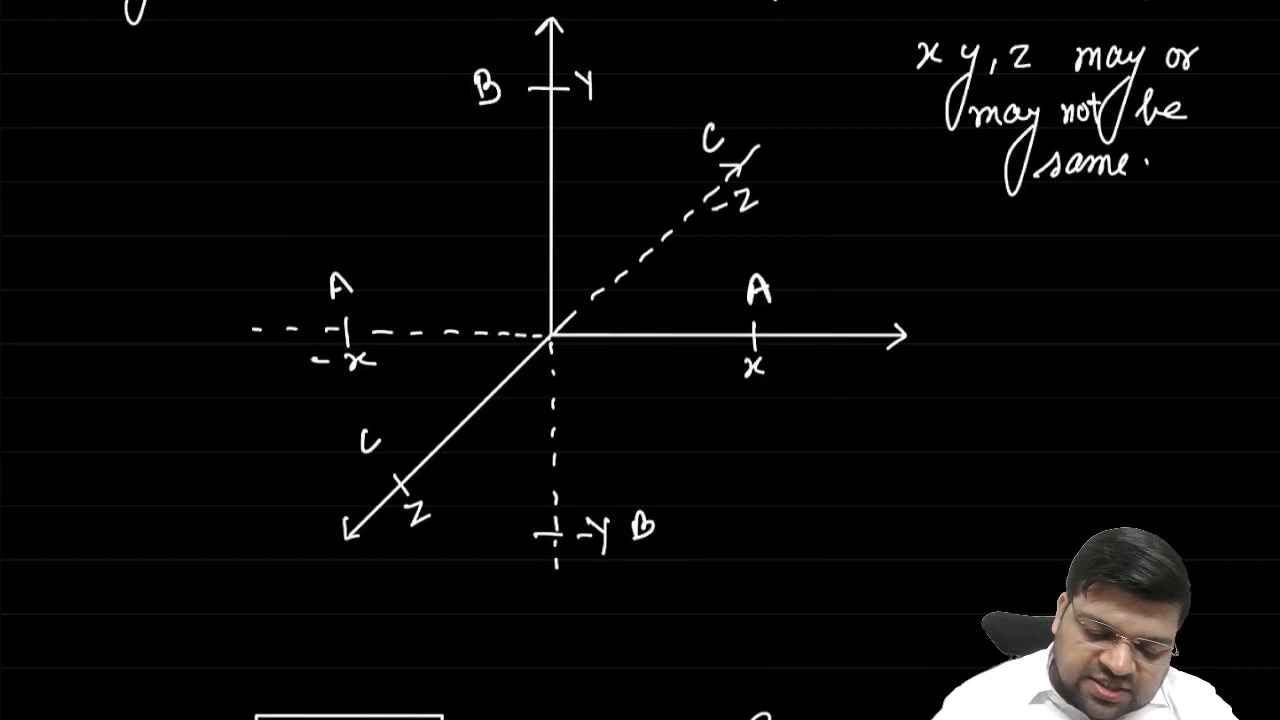 x y, z may or
may not be
same.
B Y
C
-z
A
A
-x
x
C
z
-Y B